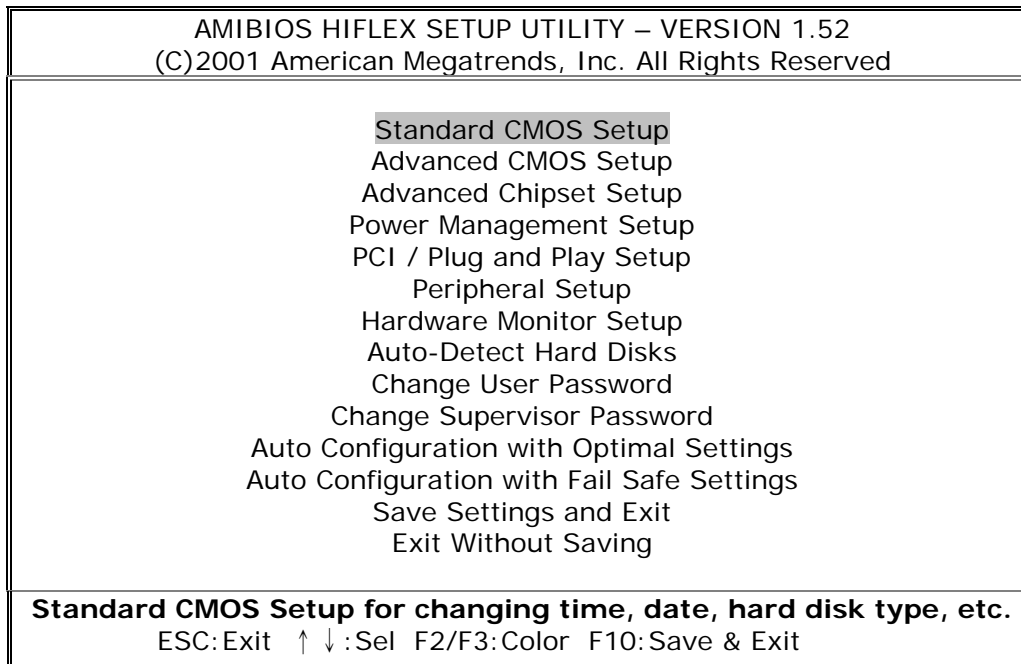 AMIBIOS HIFLEX SETUP UTILITY – VERSION 1.52
(C)2001 American Megatrends, Inc. All Rights Reserved
Standard CMOS Setup
Advanced CMOS Setup
Advanced Chipset Setup
Power Management Setup
PCI / Plug and Play Setup
Peripheral Setup
Hardware Monitor Setup
Auto-Detect Hard Disks
Change User Password
Change Supervisor Password
Auto Configuration with Optimal Settings
Auto Configuration with Fail Safe Settings
Save Settings and Exit
Exit Without Saving
Standard CMOS Setup for changing time, date, hard disk type, etc.
ESC:Exit ↑↓:Sel F2/F3:Color F10:Save & Exit